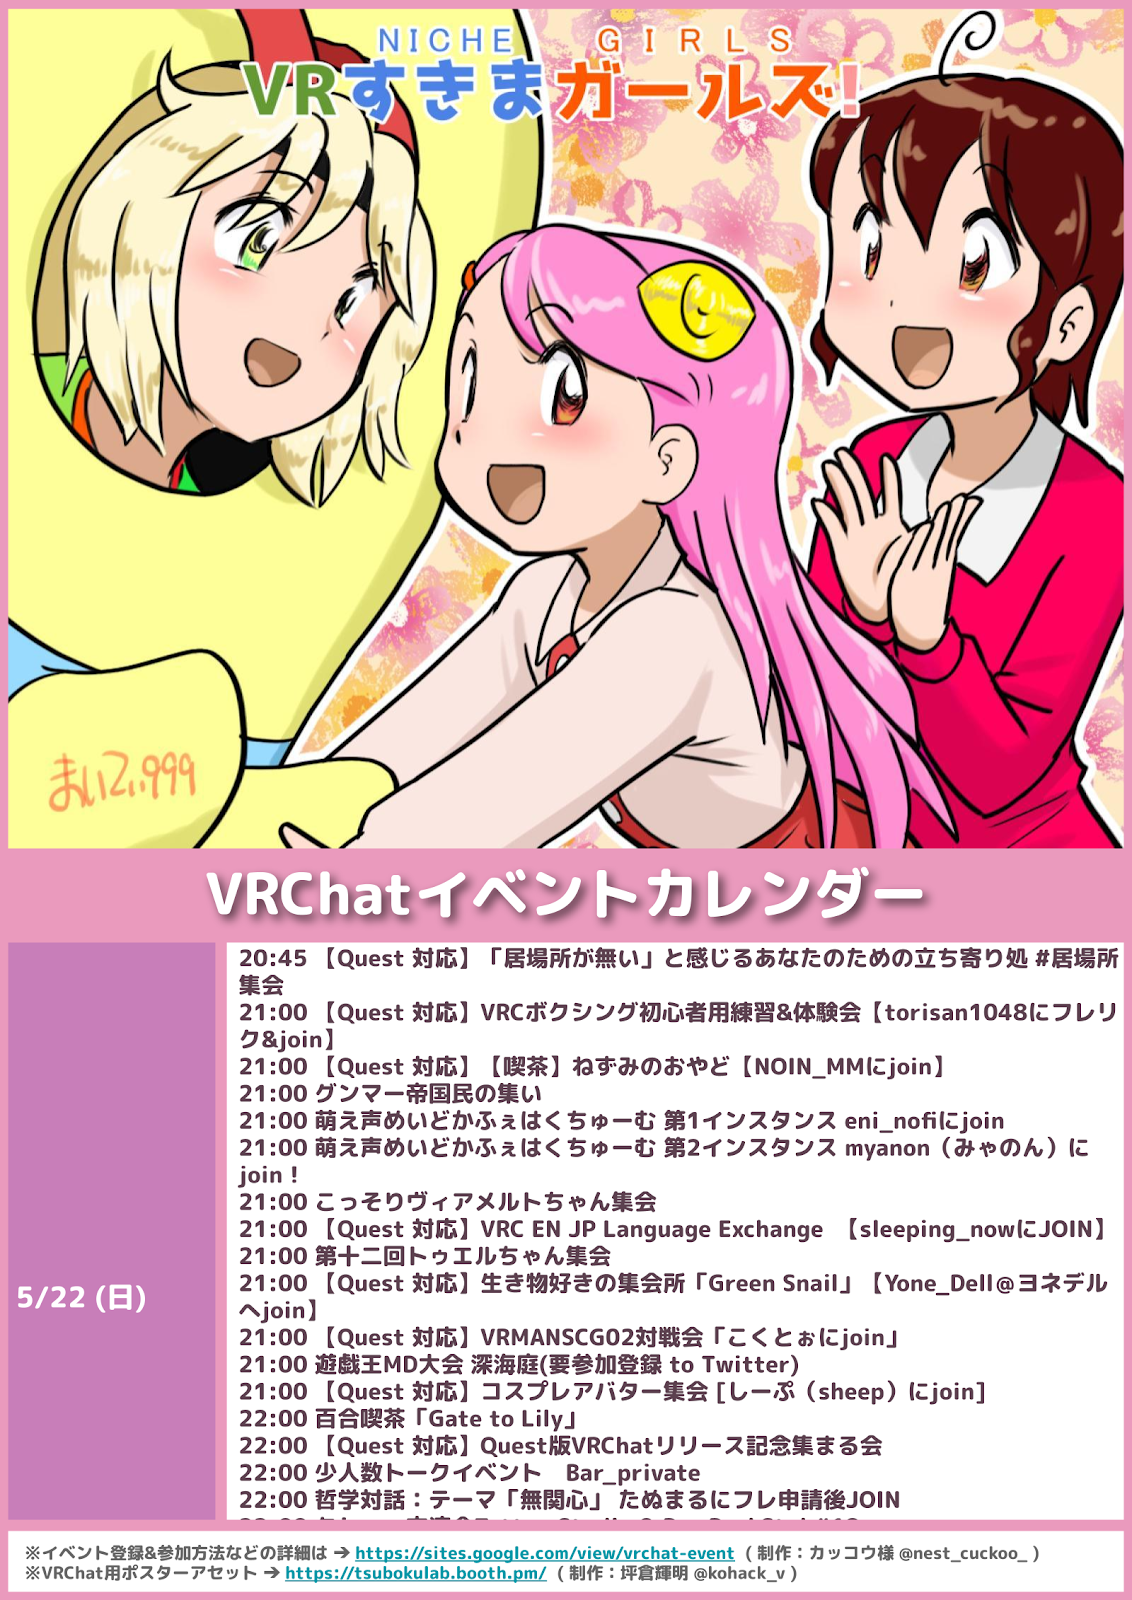 NICHE GIRLS
VRすきまガールズ!
まいてぃ999
VRChatイベントカレンダー
5/22 (日)
20:45 【Quest 対応】「居場所が無い」と感じるあなたのための立ち寄り処 #居場所
集会
21:00 【Quest 対応】VRCボクシング初心者用練習&体験会【torisan1048にフレリ
ク&join】
21:00 【Quest 対応】【喫茶】ねずみのおやど【NOIN_MMにjoin】
21:00 グンマー帝国民の集い
21:00 萌え声めいどかふぇはくちゅーむ 第1インスタンス eni_nofiにjoin
21:00 萌え声めいどかふぇはくちゅーむ 第2インスタンス myanon（みゃのん）に
join！
21:00 こっそりヴィアメルトちゃん集会
21:00 【Quest 対応】VRC EN JP Language Exchange 【sleeping_nowにJOIN】
21:00 第十二回トゥエルちゃん集会
21:00 【Quest 対応】生き物好きの集会所「Green Snail」【Yone_Dell＠ヨネデル
へjoin】
21:00 【Quest 対応】VRMANSCG02対戦会「こくとぉにjoin」
21:00 遊戯王MD大会 深海庭(要参加登録 to Twitter)
21:00 【Quest 対応】コスプレアバター集会 [しーぷ（sheep）にjoin]
22:00 百合喫茶「Gate to Lily」
22:00 【Quest 対応】Quest版VRChatリリース記念集まる会
22:00 少人数トークイベント　Bar_private
22:00 哲学対話：テーマ「無関心」 たぬまるにフレ申請後JOIN
※イベント登録&参加方法などの詳細は → https://sites.google.com/view/vrchat-event ( 制作：カッコウ様 @nest_cuckoo_ )
※VRChat用ポスターアセット → https://tsubokulab.booth.pm/ ( 制作：坪倉輝明 @kohack_v )